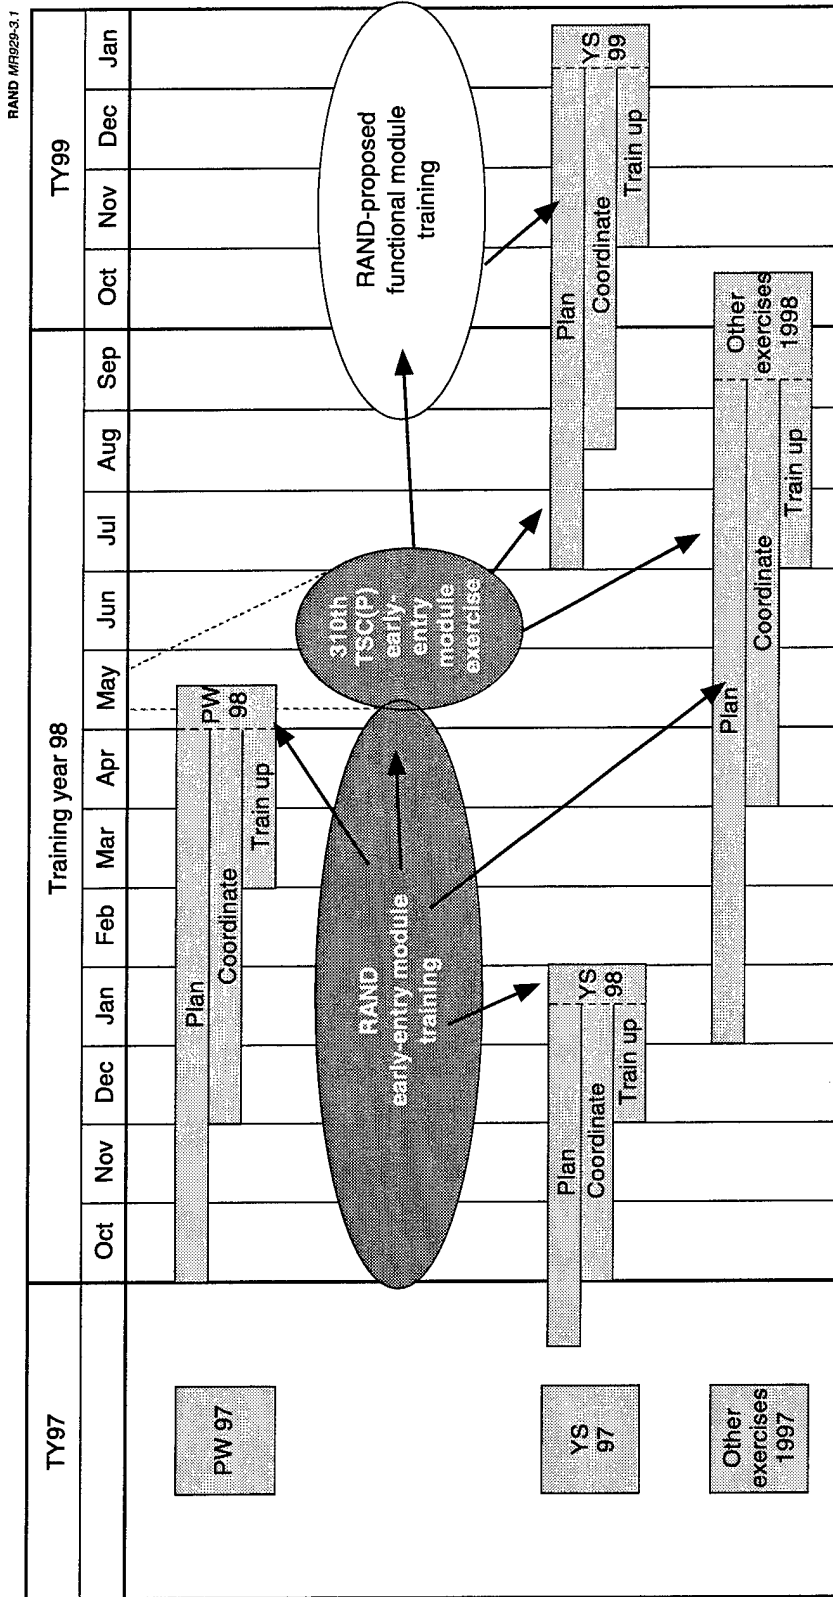 RAND MR929-3.1
TY97
Training year 98
TY99
Oct
Nov
Dec
Jan
Feb
Mar
Apr
May
Jun
Jul
Aug
Sep
Oct
Nov
Dec
Jan
PW 97
Plan
Coordinate
Train up
PW
98
RAND
early-entry module
training
310th
TSC(P)
early-
entry
module
exercise
RAND-proposed
functional module
training
YS
97
Plan
Coordinate
Train up
YS
98
Plan
Coordinate
Train up
YS
99
Other
exercises
1997
Plan
Coordinate
Train up
Other
exercises
1998